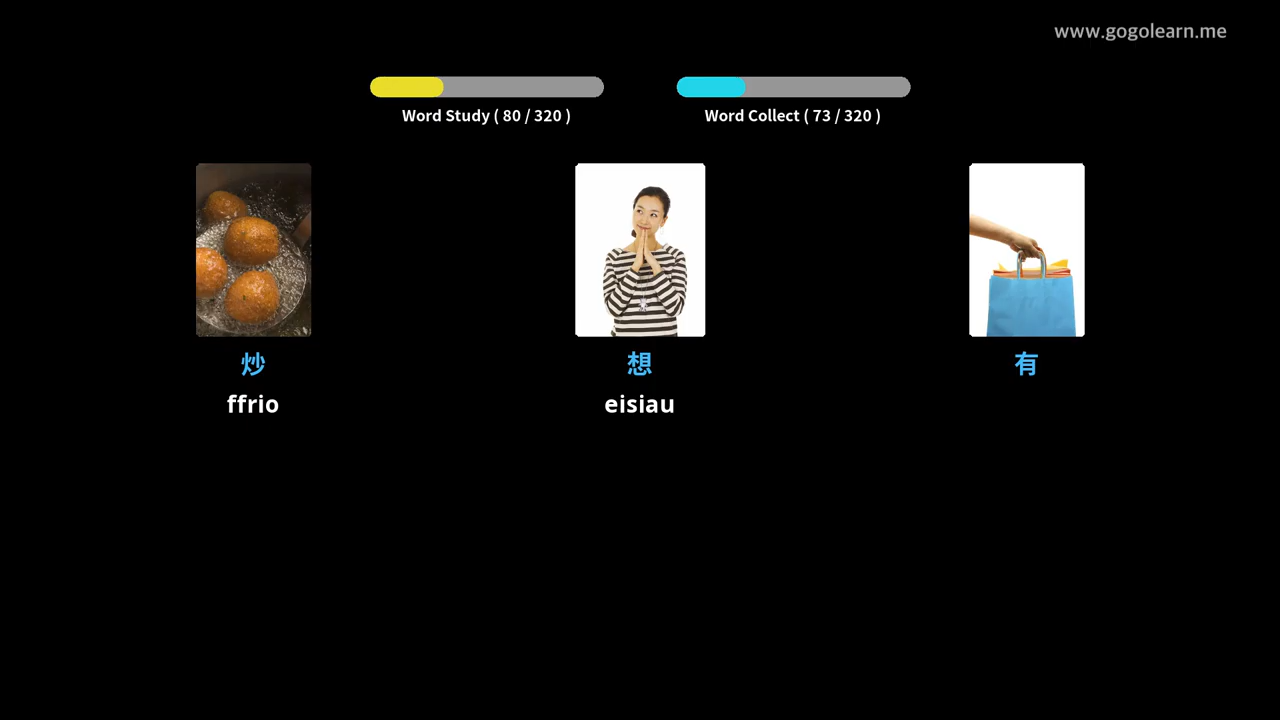 www.gogolearn.me
Word Study ( 80 / 320 )
Word Collect ( 73 / 320 )
炒
想
有
ffrio
eisiau